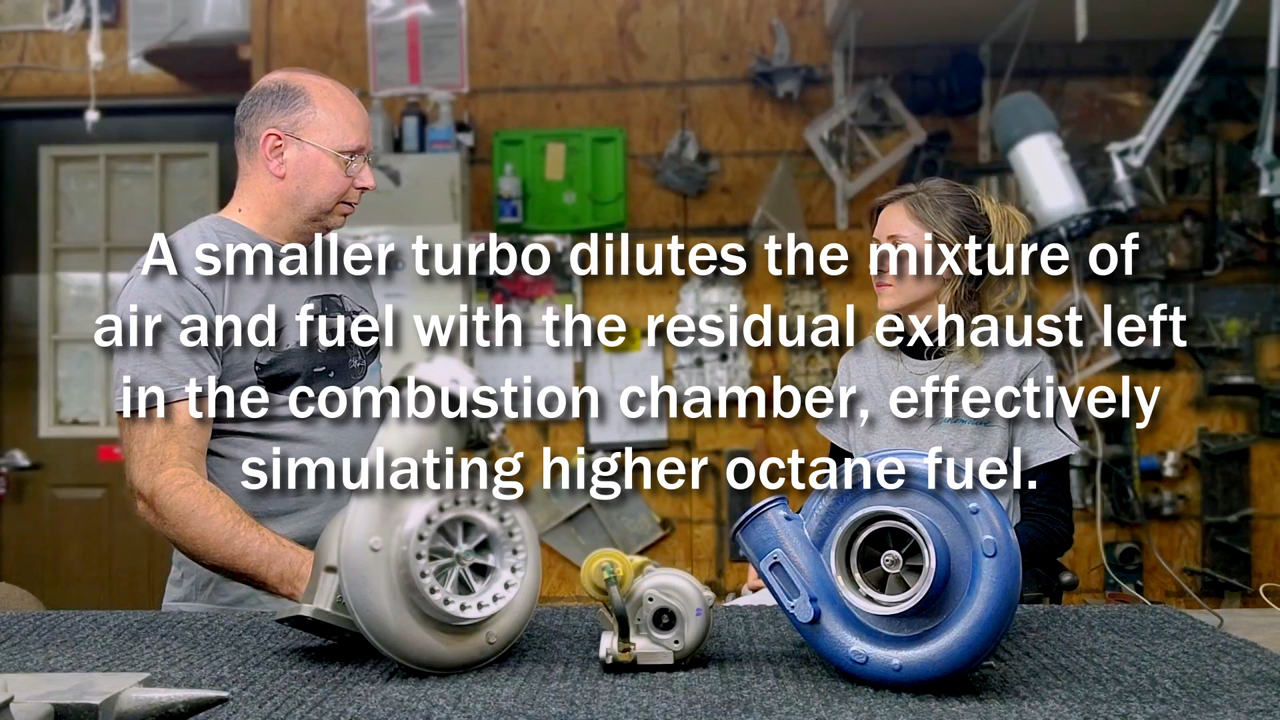 A smaller turbo dilutes the mixture of
air and fuel with the residual exhaust left
in the combustion chamber, effectively
simulating higher octane fuel.